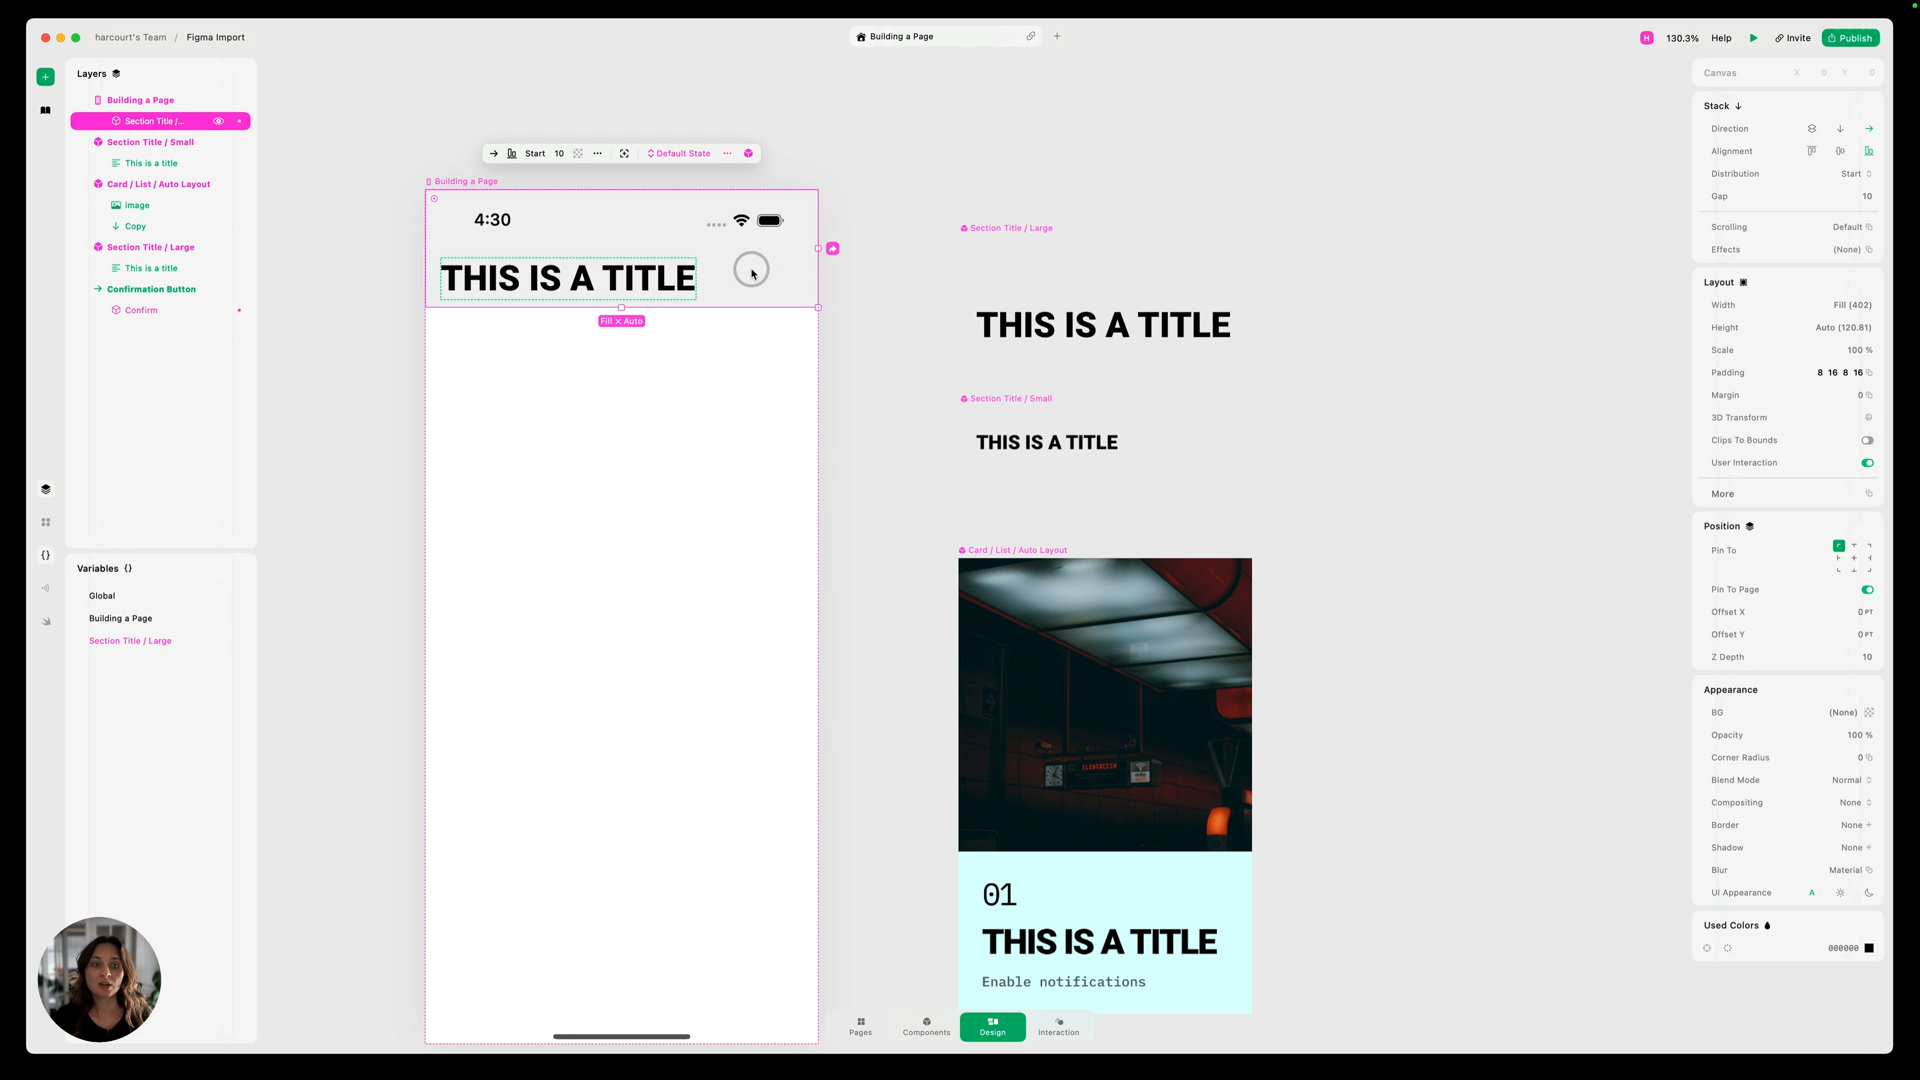 harcourt's Team / Figma Import
Building a Page
H
130.3%
Help
Invite
Publish
Layers
Building a Page
Section Title /...
Section Title / Small
This is a title
Card / List / Auto Layout
image
Copy
Section Title / Large
This is a title
Confirmation Button
Confirm
Variables {}
Global
Building a Page
Section Title / Large
Start 10
Default State
Building a Page
4:30
THIS IS A TITLE
Fill × Auto
Section Title / Large
THIS IS A TITLE
Section Title / Small
THIS IS A TITLE
Card / List / Auto Layout
01
THIS IS A TITLE
Enable notifications
Pages
Components
Design
Interaction
Canvas X 0 Y 0
Stack
Direction
Alignment
Distribution Start
Gap 10
Scrolling Default
Effects (None)
Layout
Width Fill (402)
Height Auto (120.81)
Scale 100 %
Padding 8 16 8 16
Margin 0
3D Transform
Clips To Bounds
User Interaction
More
Position
Pin To
Pin To Page
Offset X 0 PT
Offset Y 0 PT
Z Depth 10
Appearance
BG (None)
Opacity 100 %
Corner Radius 0
Blend Mode Normal
Compositing None
Border None +
Shadow None +
Blur Material
UI Appearance A
Used Colors
000000